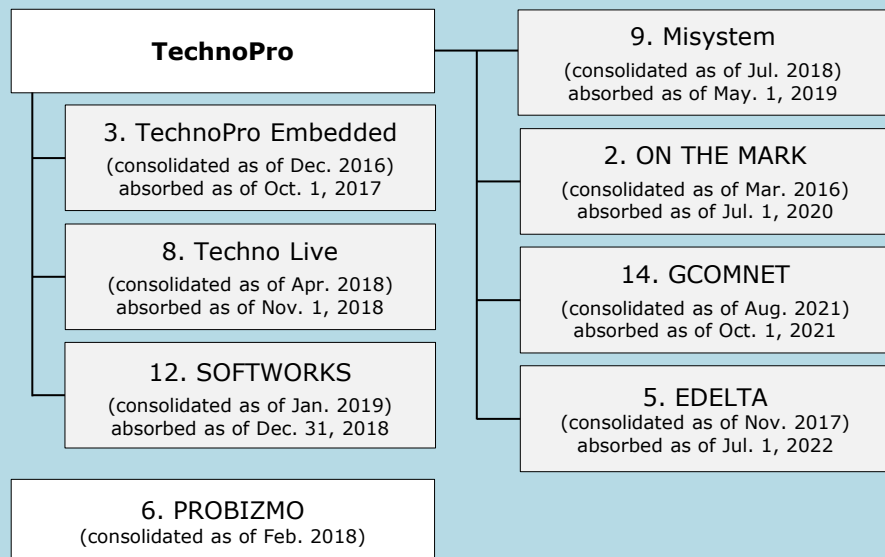 TechnoPro
3. TechnoPro Embedded
(consolidated as of Dec. 2016)
absorbed as of Oct. 1, 2017
8. Techno Live
(consolidated as of Apr. 2018)
absorbed as of Nov. 1, 2018
12. SOFTWORKS
(consolidated as of Jan. 2019)
absorbed as of Dec. 31, 2018
6. PROBIZMO
(consolidated as of Feb. 2018)
9. Misystem
(consolidated as of Jul. 2018)
absorbed as of May. 1, 2019
2. ON THE MARK
(consolidated as of Mar. 2016)
absorbed as of Jul. 1, 2020
14. GCOMNET
(consolidated as of Aug. 2021)
absorbed as of Oct. 1, 2021
5. EDELTA
(consolidated as of Nov. 2017)
absorbed as of Jul. 1, 2022